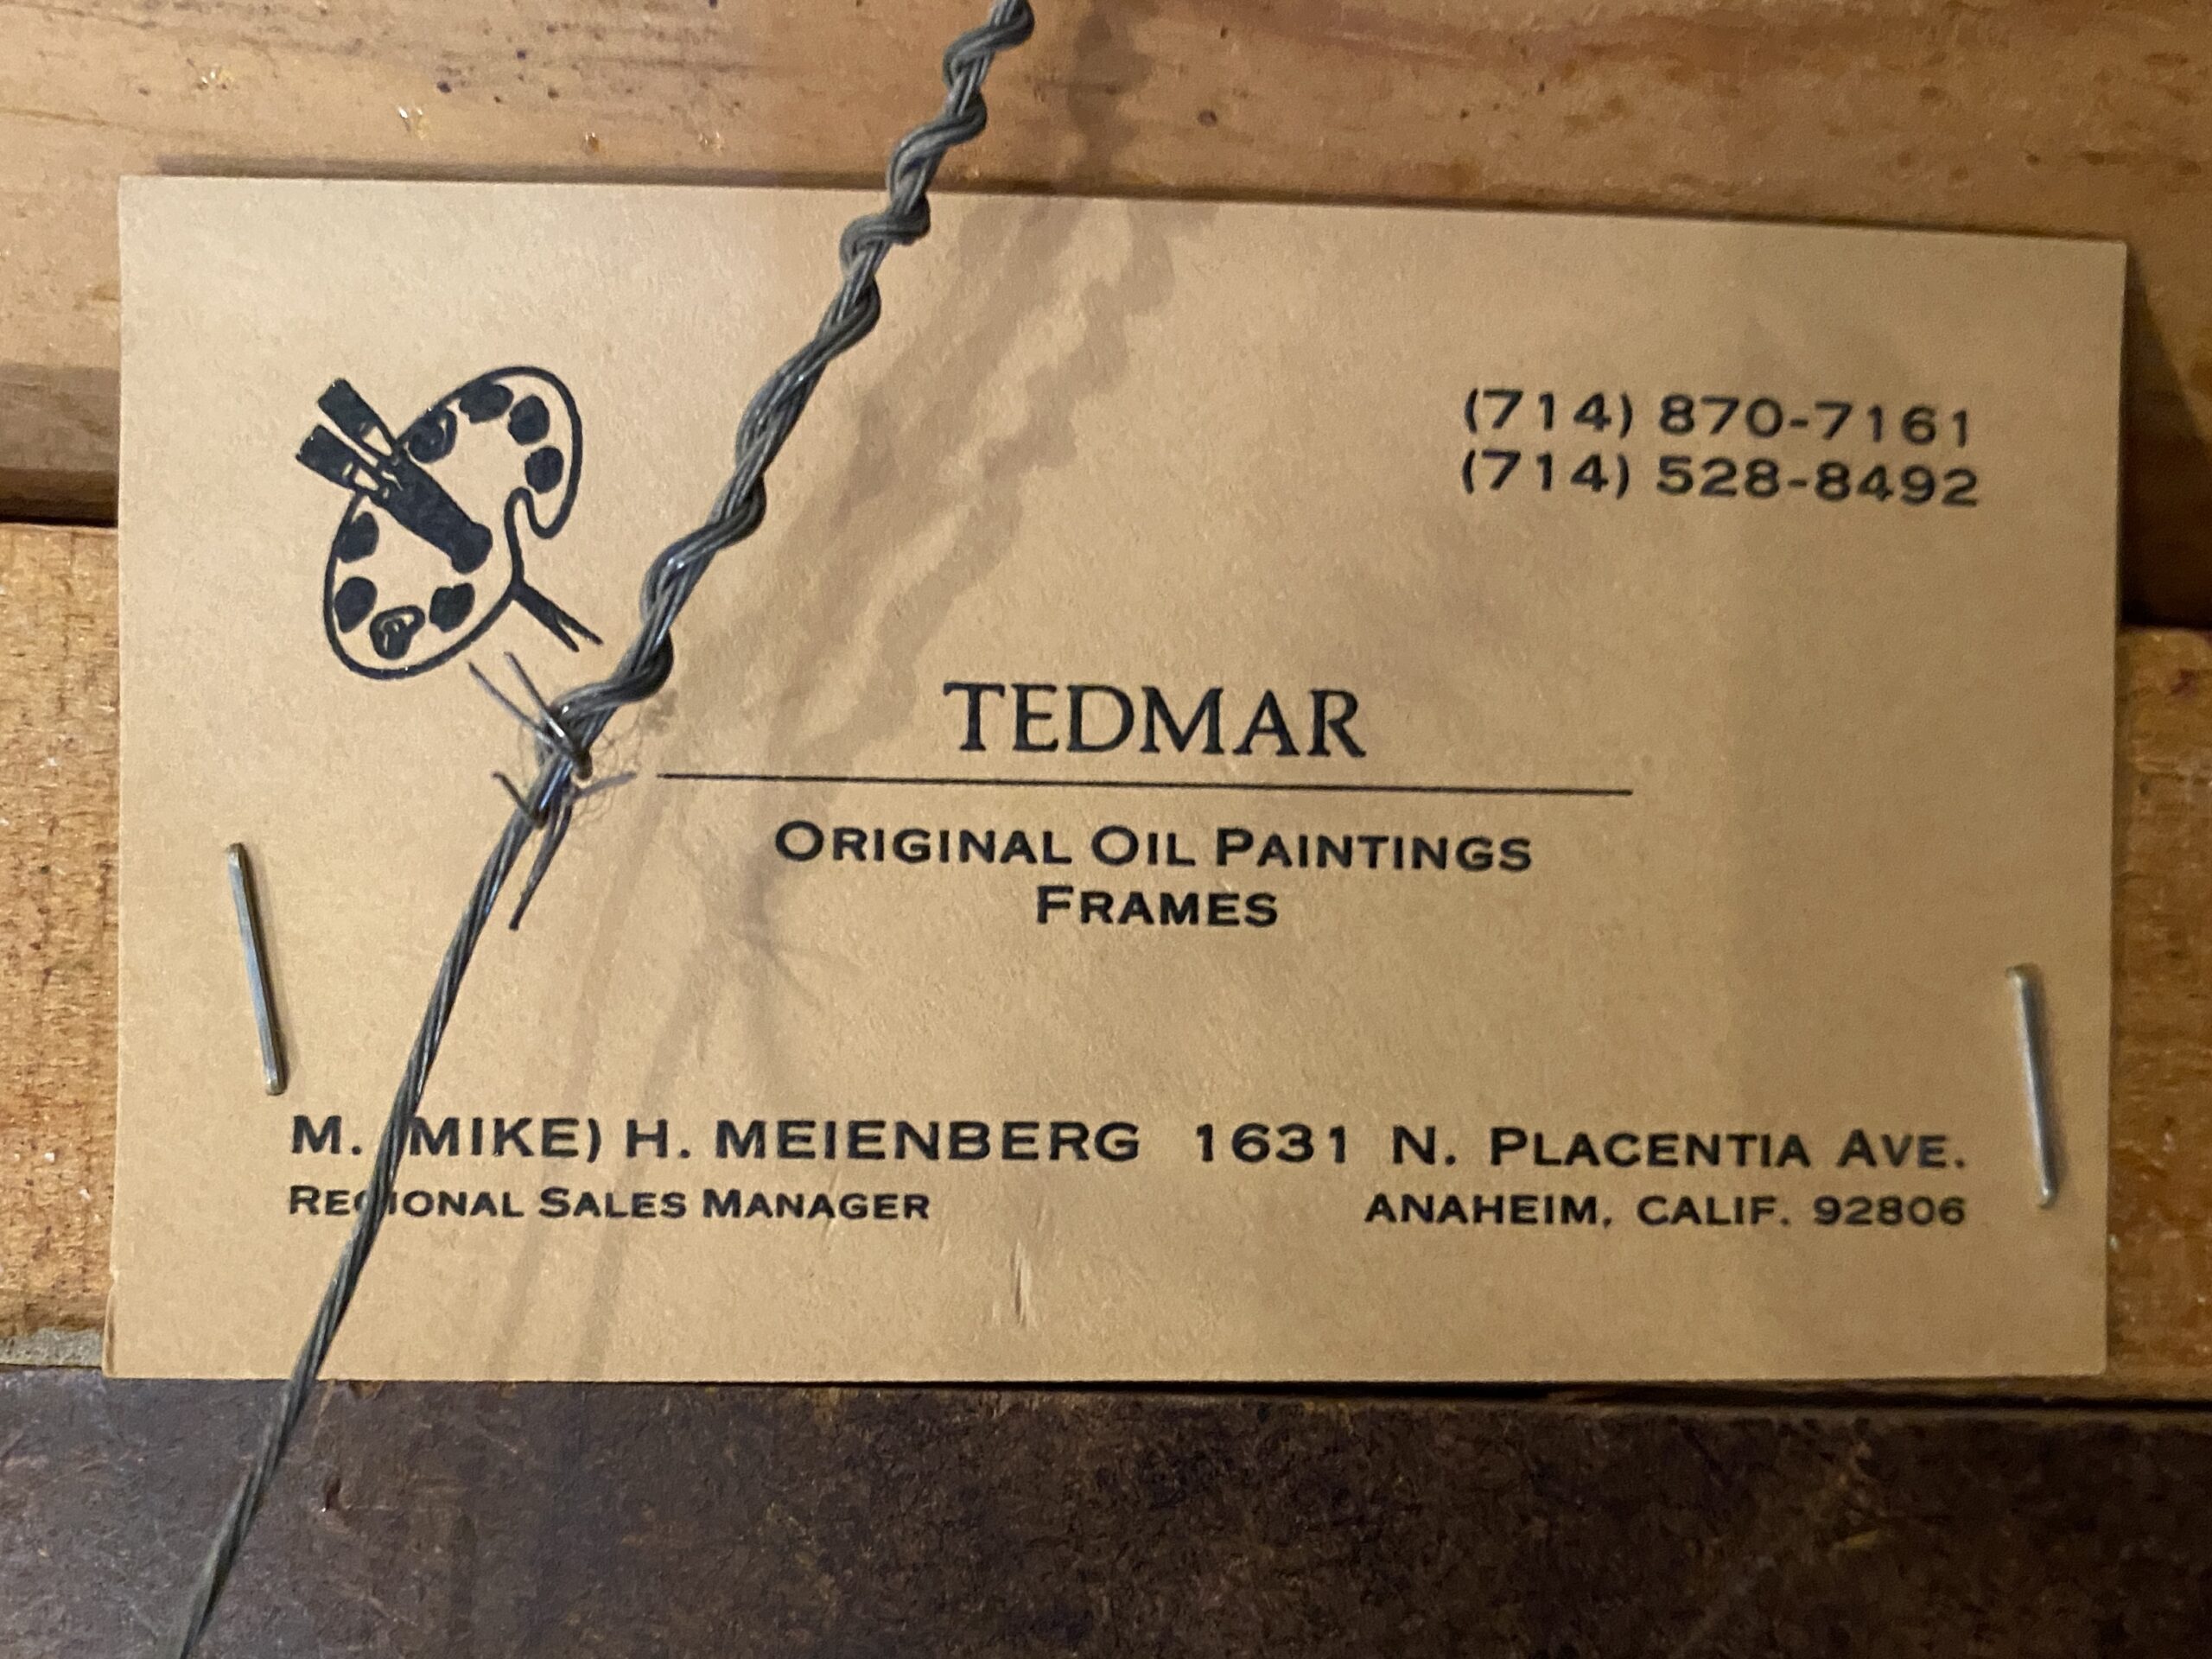 (714) 870-7161
(714) 528-8492
TEDMAR
ORIGINAL OIL PAINTINGS
FRAMES
M. (MIKE) H. MEIENBERG 1631 N. PLACENTIA AVE.
REGIONAL SALES MANAGER ANAHEIM, CALIF. 92806